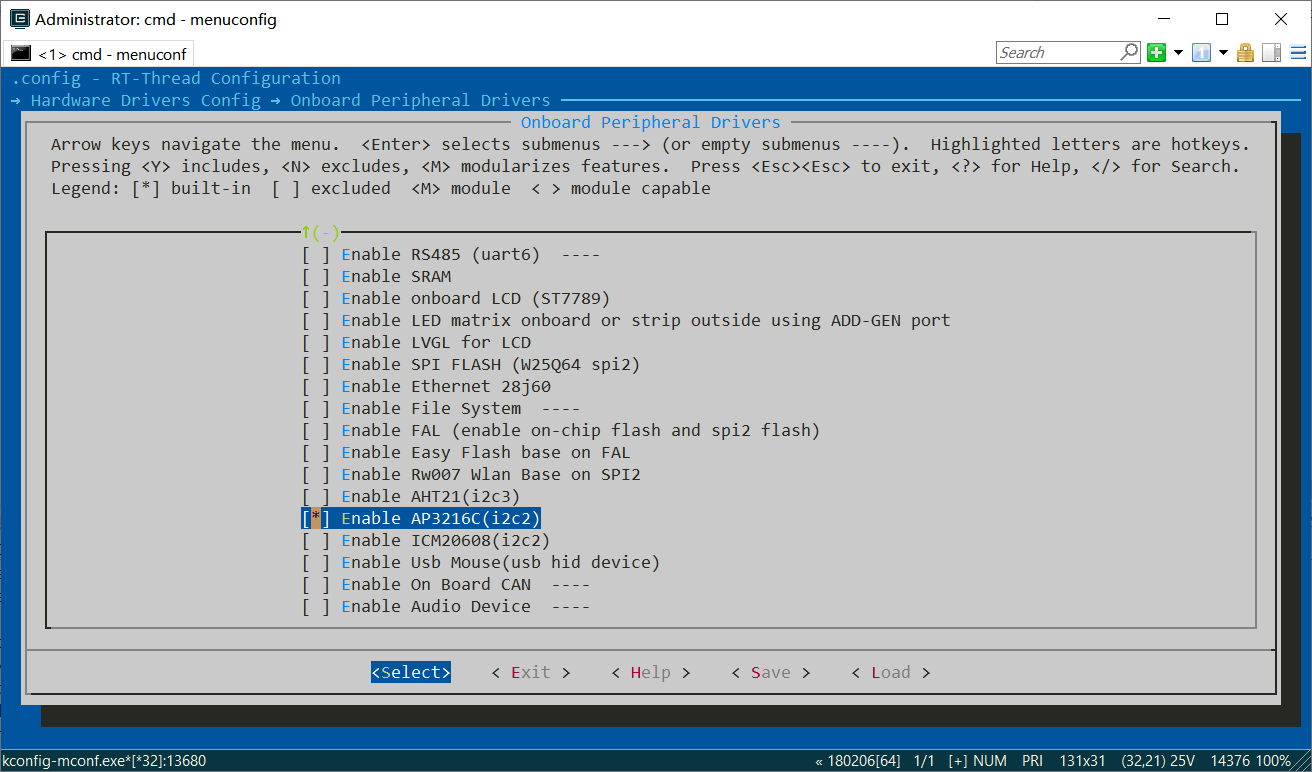 Administrator: cmd - menuconfig
<1> cmd - menuconf
Search
.config - RT-Thread Configuration
→ Hardware Drivers Config → Onboard Peripheral Drivers
Onboard Peripheral Drivers
Arrow keys navigate the menu.  <Enter> selects submenus ---> (or empty submenus ----).  Highlighted letters are hotkeys.
Pressing <Y> includes, <N> excludes, <M> modularizes features.  Press <Esc><Esc> to exit, <?> for Help, </> for Search.
Legend: [*] built-in  [ ] excluded  <M> module  < > module capable
↑(-)
[ ] Enable RS485 (uart6)  ----
[ ] Enable SRAM
[ ] Enable onboard LCD (ST7789)
[ ] Enable LED matrix onboard or strip outside using ADD-GEN port
[ ] Enable LVGL for LCD
[ ] Enable SPI FLASH (W25Q64 spi2)
[ ] Enable Ethernet 28j60
[ ] Enable File System  ----
[ ] Enable FAL (enable on-chip flash and spi2 flash)
[ ] Enable Easy Flash base on FAL
[ ] Enable Rw007 Wlan Base on SPI2
[ ] Enable AHT21(i2c3)
[*] Enable AP3216C(i2c2)
[ ] Enable ICM20608(i2c2)
[ ] Enable Usb Mouse(usb hid device)
[ ] Enable On Board CAN  ----
[ ] Enable Audio Device  ----
<Select>    < Exit >    < Help >    < Save >    < Load >
kconfig-mconf.exe*[*32]:13680    « 180206[64]  1/1  [+] NUM  PRI  131x31  (32,21) 25V  14376 100%